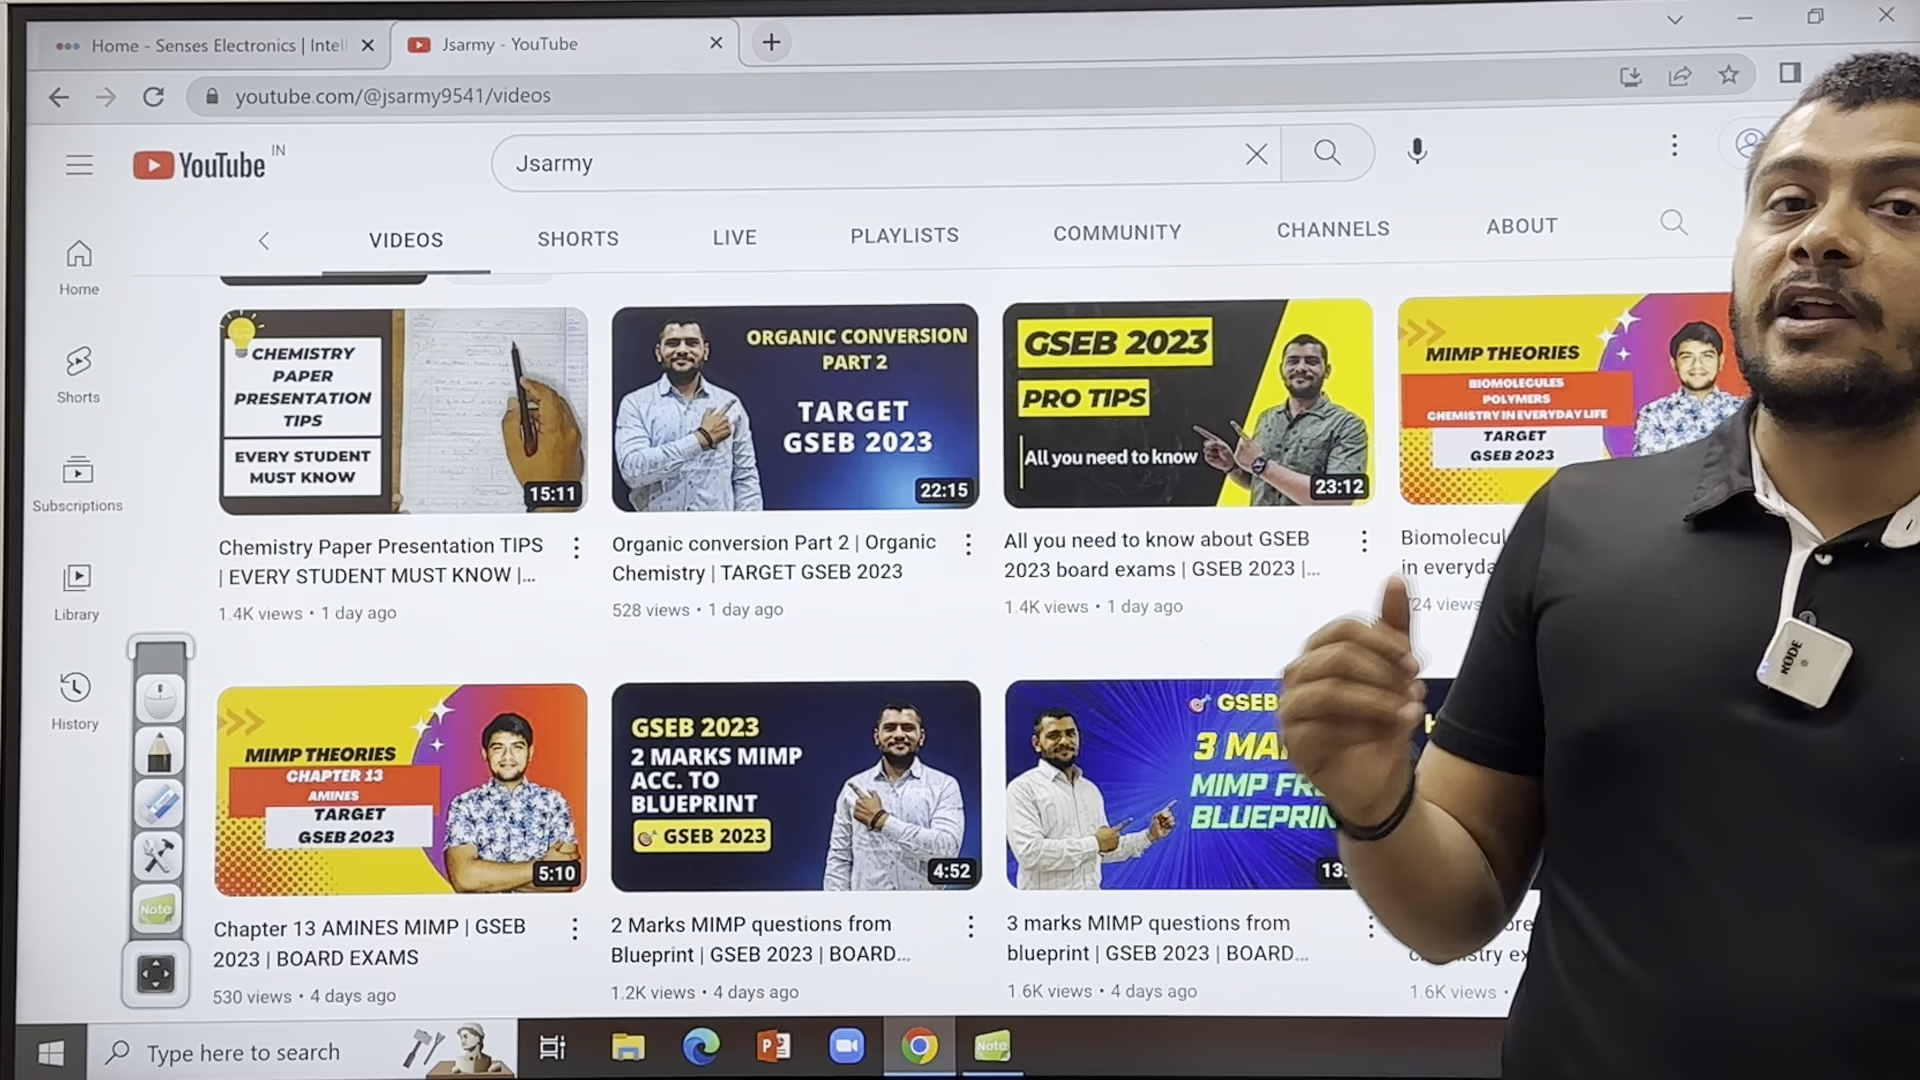 Home - Senses Electronics | Intel
Jsarmy - YouTube
youtube.com/@jsarmy9541/videos
YouTube IN
Jsarmy
VIDEOS
SHORTS
LIVE
PLAYLISTS
COMMUNITY
CHANNELS
ABOUT
Home
Shorts
Subscriptions
Library
History
CHEMISTRY
PAPER
PRESENTATION
TIPS
EVERY STUDENT
MUST KNOW
15:11
Chemistry Paper Presentation TIPS
| EVERY STUDENT MUST KNOW |...
1.4K views • 1 day ago
ORGANIC CONVERSION
PART 2
TARGET
GSEB 2023
22:15
Organic conversion Part 2 | Organic
Chemistry | TARGET GSEB 2023
528 views • 1 day ago
GSEB 2023
PRO TIPS
All you need to know
23:12
All you need to know about GSEB
2023 board exams | GSEB 2023 |...
1.4K views • 1 day ago
MIMP THEORIES
BIOMOLECULES
POLYMERS
CHEMISTRY IN EVERYDAY LIFE
TARGET
GSEB 2023
Biomolecul
in everyda
24 views
MIMP THEORIES
CHAPTER 13
AMINES
TARGET
GSEB 2023
5:10
Chapter 13 AMINES MIMP | GSEB
2023 | BOARD EXAMS
530 views • 4 days ago
GSEB 2023
2 MARKS MIMP
ACC. TO
BLUEPRINT
GSEB 2023
4:52
2 Marks MIMP questions from
Blueprint | GSEB 2023 | BOARD...
1.2K views • 4 days ago
GSEB
3 MA
MIMP FR
BLUEPRIN
13
3 marks MIMP questions from
blueprint | GSEB 2023 | BOARD...
1.6K views • 4 days ago
1.6K views •
RODE
Note
Type here to search
Note